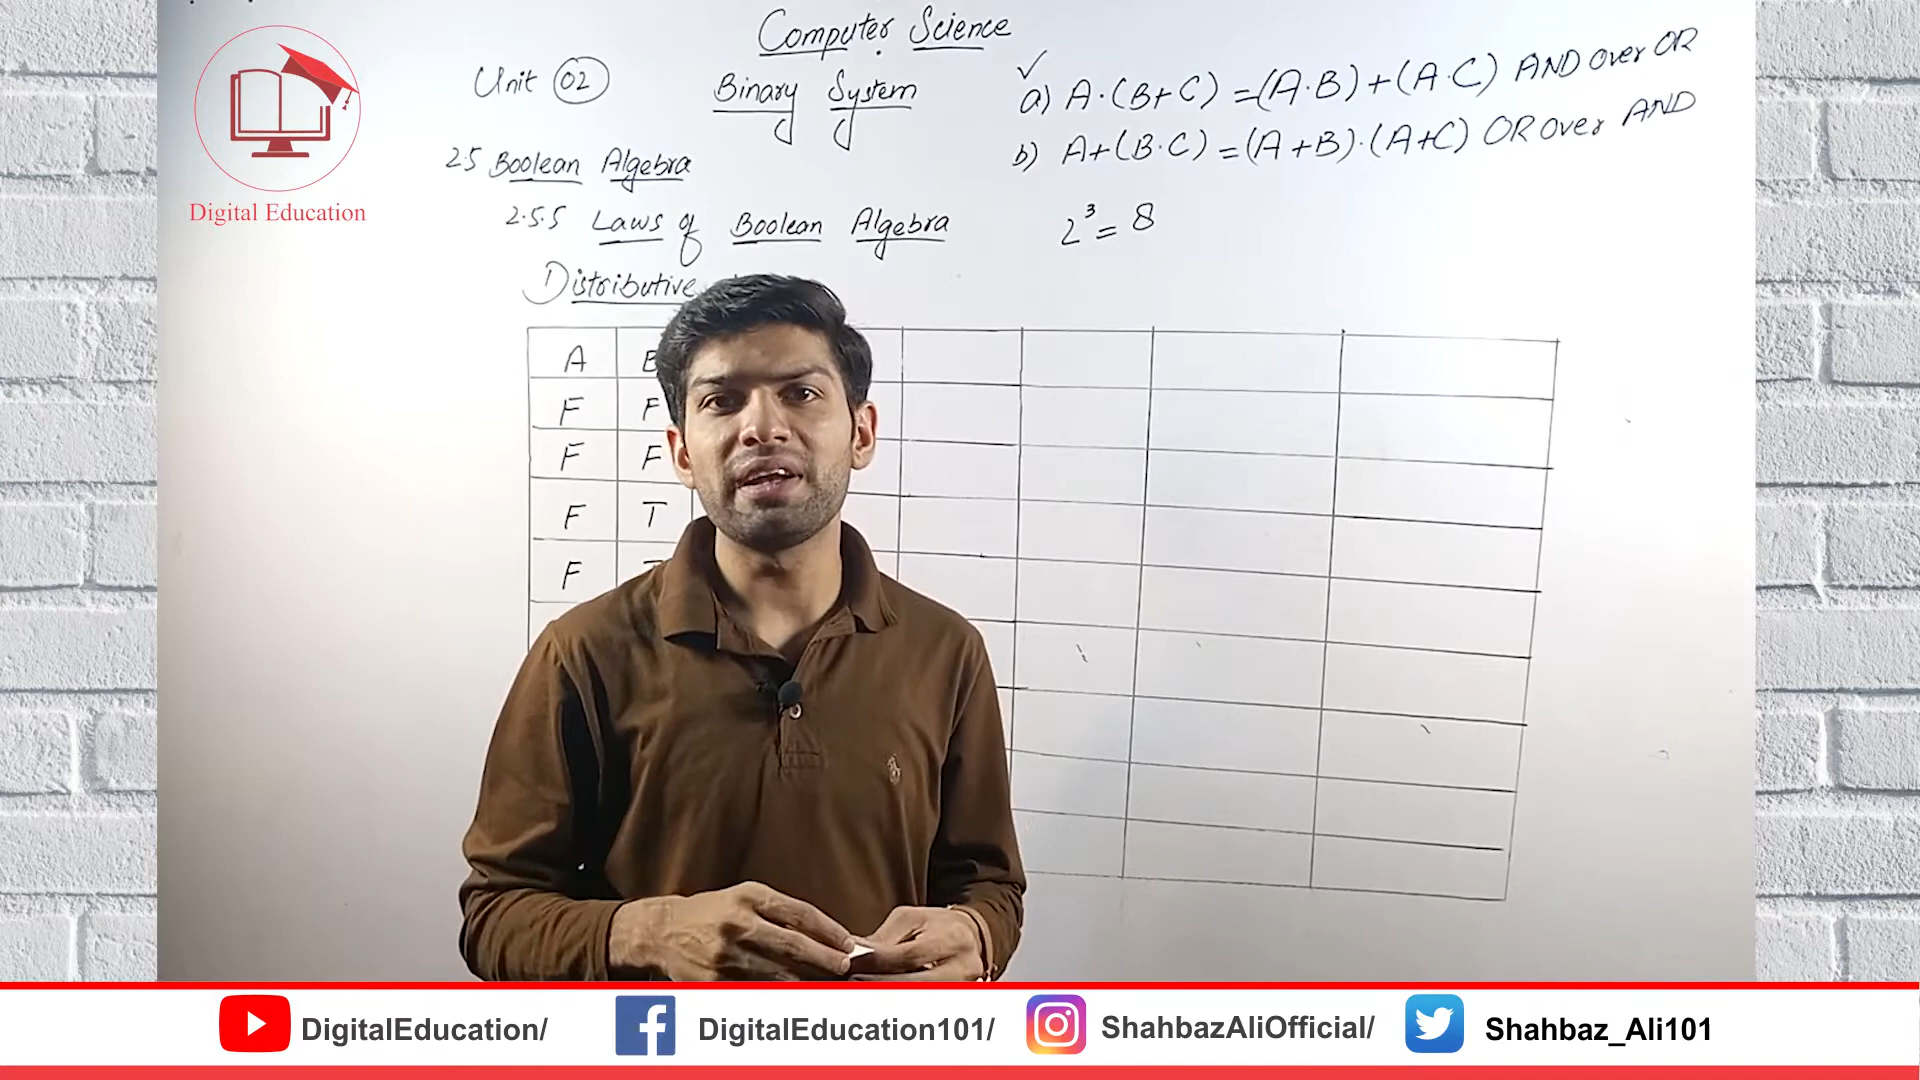 Computer Science
Unit 02
Binary System
2.5 Boolean Algebra
2.5.5 Laws of Boolean Algebra
Distributive
✓
a) A·(B+C) =(A·B)+(A·C) AND over OR
b) A+(B·C)=(A+B)·(A+C) OR over AND
2³= 8
A B
F F
F F
F T
F T
Digital Education
DigitalEducation/
DigitalEducation101/
ShahbazAliOfficial/
Shahbaz_Ali101